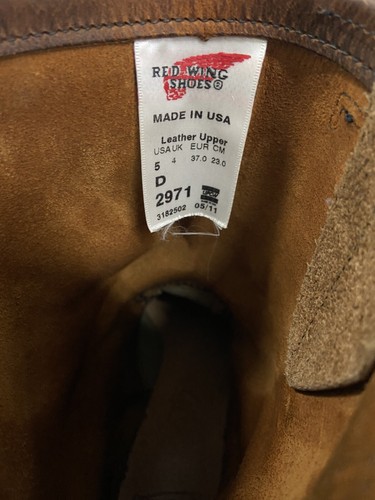 RED WING
SHOES®
MADE IN USA
Leather Upper
USA UK EUR CM
5 4 37.0 23.0
D
2971
3182502 05/11